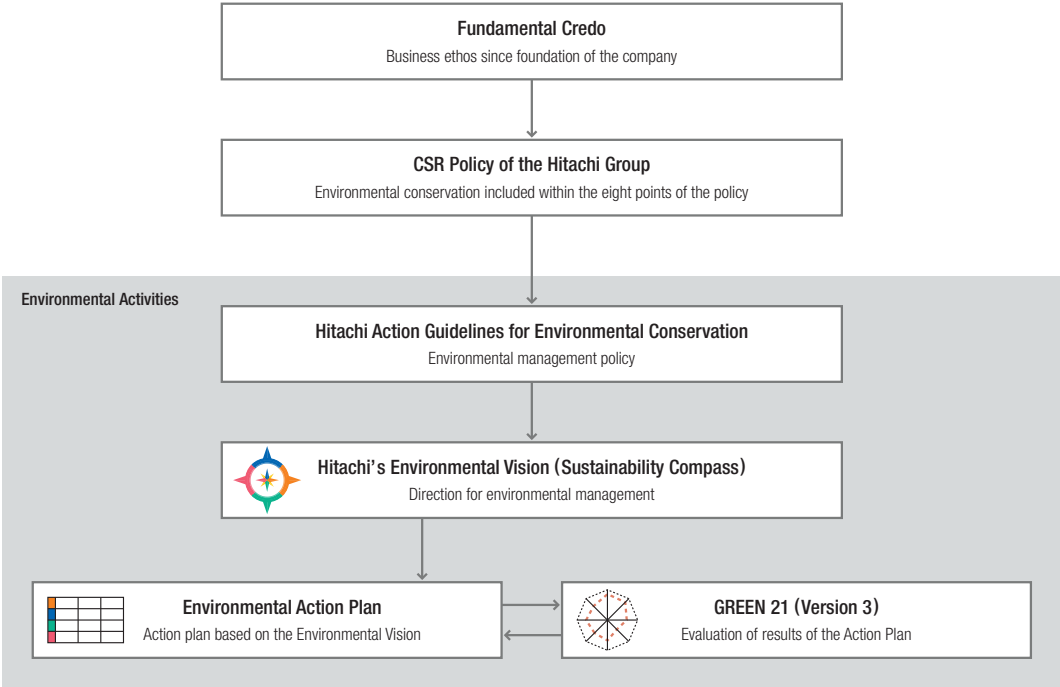 Fundamental Credo
Business ethos since foundation of the company
CSR Policy of the Hitachi Group
Environmental conservation included within the eight points of the policy
Environmental Activities
Hitachi Action Guidelines for Environmental Conservation
Environmental management policy
Hitachi's Environmental Vision (Sustainability Compass)
Direction for environmental management
Environmental Action Plan
Action plan based on the Environmental Vision
GREEN 21 (Version 3)
Evaluation of results of the Action Plan